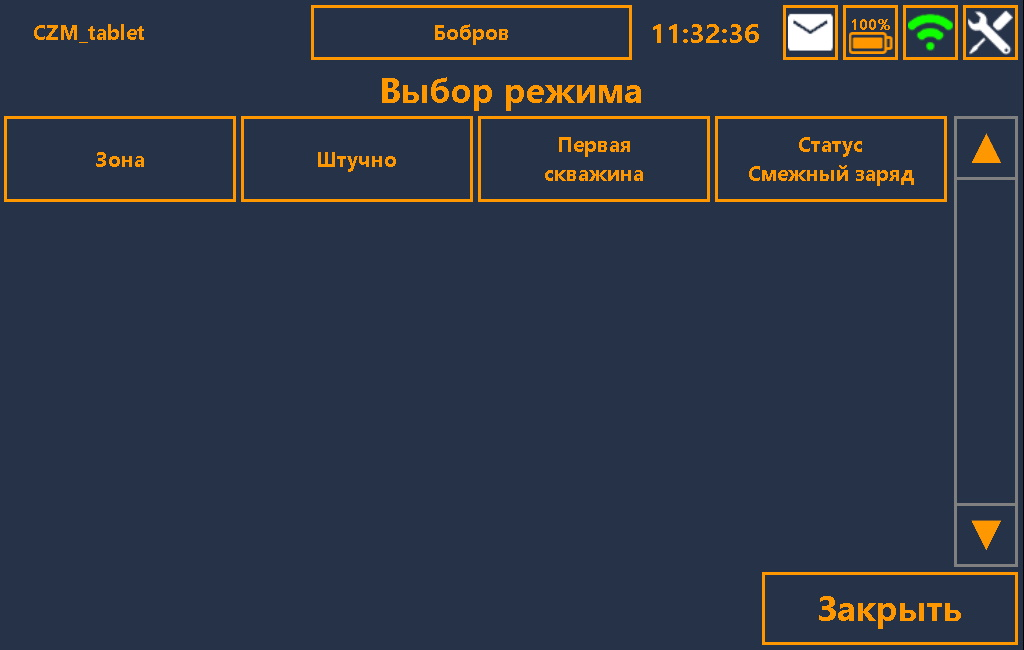 CZM_tablet
Бобров
11:32:36
100%
Выбор режима
Зона
Штучно
Первая
скважина
Статус
Смежный заряд
Закрыть